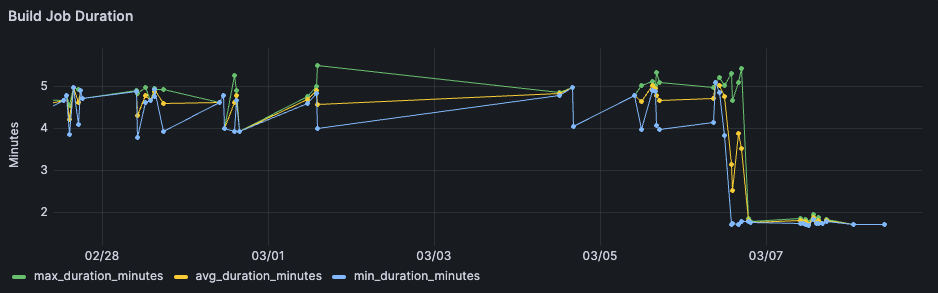 Build Job Duration
5
4
3
2
Minutes
02/28
03/01
03/03
03/05
03/07
max_duration_minutes
avg_duration_minutes
min_duration_minutes